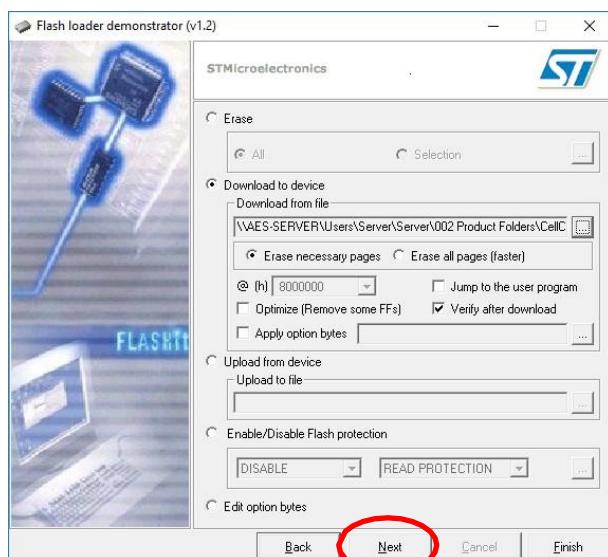 Flash loader demonstrator (v1.2)
STMicroelectronics
ST
Erase
All Selection ...
Download to device
Download from file
\\AES-SERVER\Users\Server\Server\002 Product Folders\CellC ...
Erase necessary pages Erase all pages (faster)
@ (h) 8000000 Jump to the user program
Optimize (Remove some FFs) Verify after download
Apply option bytes ...
Upload from device
Upload to file
...
Enable/Disable Flash protection
DISABLE READ PROTECTION ...
Edit option bytes
Back Next Cancel Finish